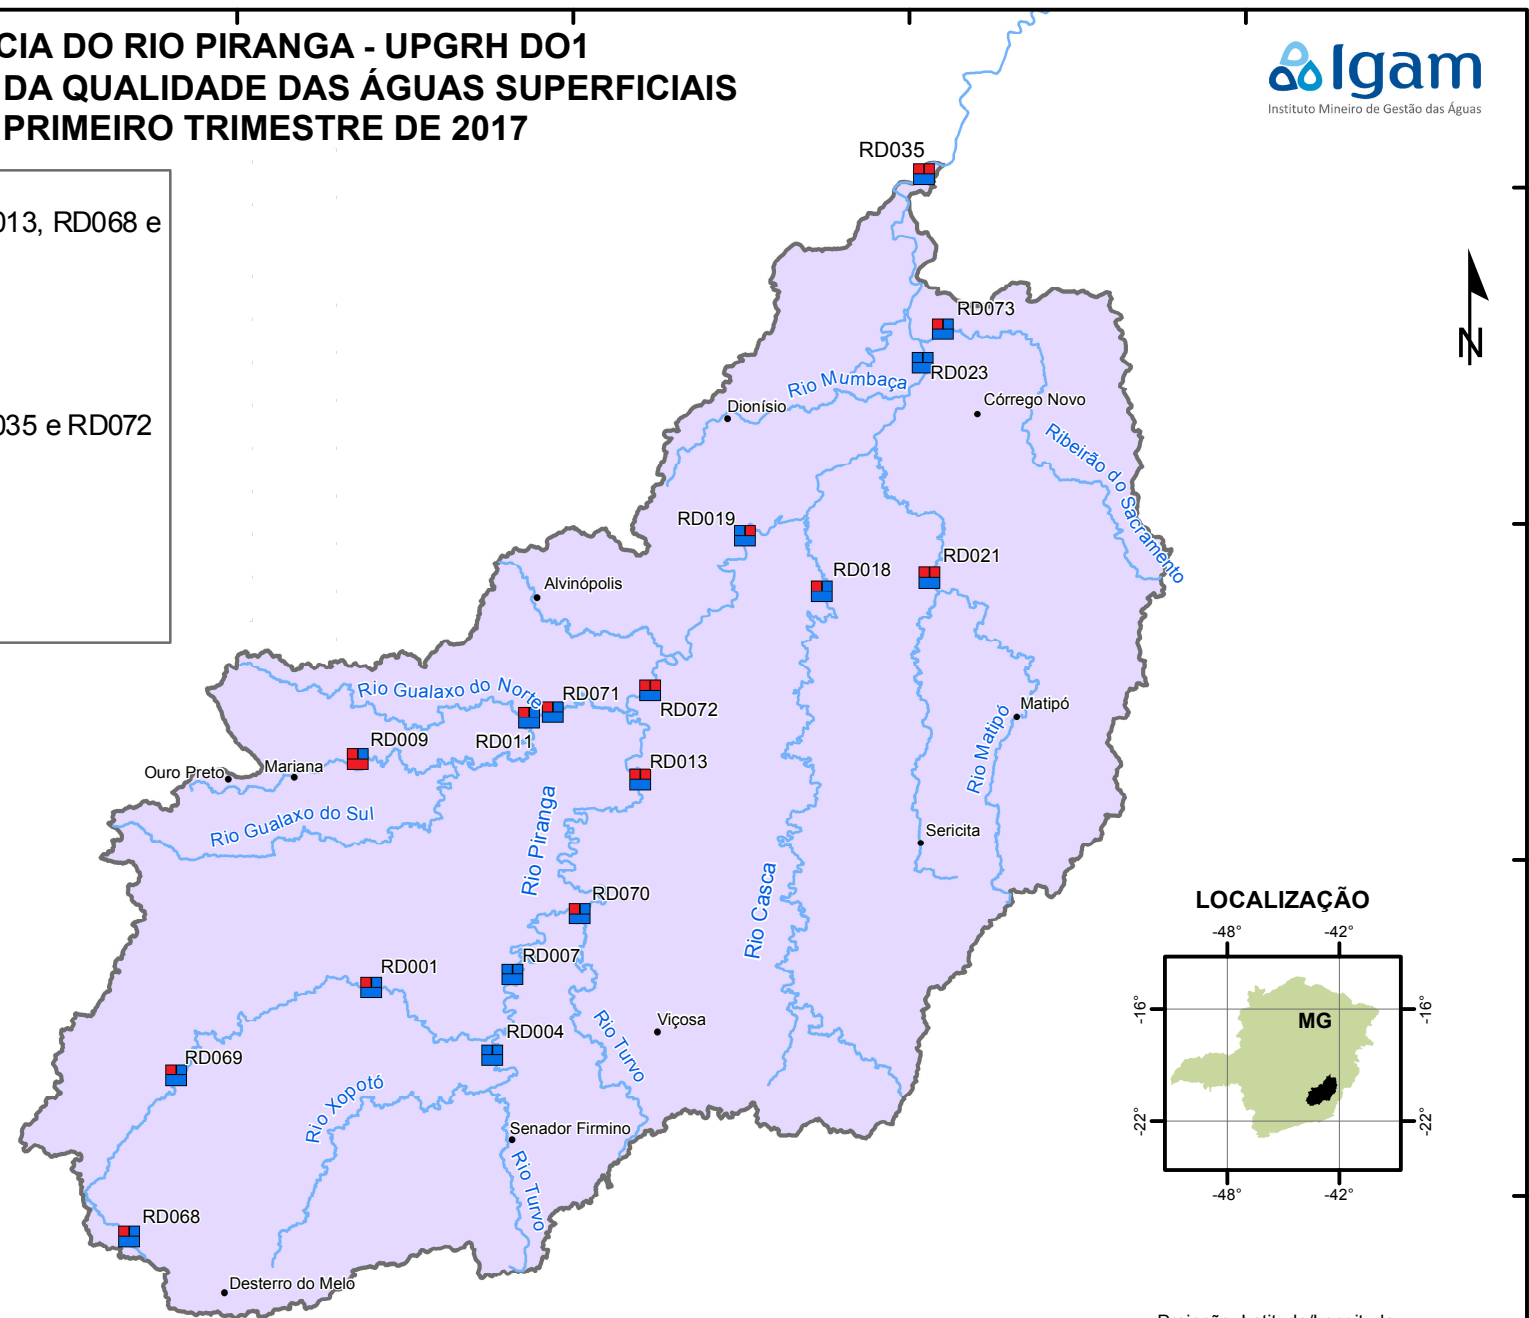 CIA DO RIO PIRANGA - UPGRH DO1
DA QUALIDADE DAS ÁGUAS SUPERFICIAIS
PRIMEIRO TRIMESTRE DE 2017
Igam
Instituto Mineiro de Gestão das Águas
013, RD068 e
035 e RD072
RD035
N
RD073
RD023
Rio Mumbaça
Dionísio
Córrego Novo
Ribeirão do Sacramento
RD019
RD021
RD018
Alvinópolis
Rio Gualaxo do Norte
RD071
RD072
RD011
RD009
Ouro Preto
Mariana
RD013
Matipó
Rio Matipó
Rio Gualaxo do Sul
Rio Piranga
Sericita
Rio Casca
RD070
RD007
RD001
RD004
Rio Turvo
Viçosa
RD069
Rio Xopotó
Senador Firmino
Rio Turvo
RD068
Desterro do Melo
LOCALIZAÇÃO
-48° -42°
-16° -16°
MG
-22° -22°
-48° -42°